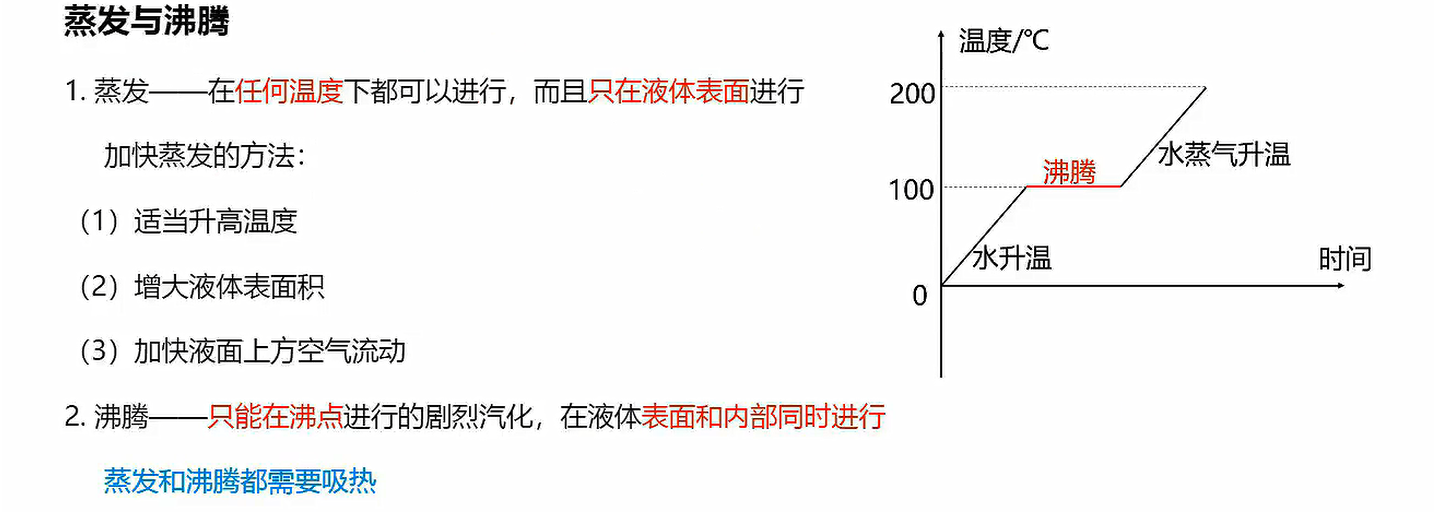 蒸发与沸腾
1. 蒸发——在任何温度下都可以进行，而且只在液体表面进行
加快蒸发的方法：
（1）适当升高温度
（2）增大液体表面积
（3）加快液面上方空气流动
2. 沸腾——只能在沸点进行的剧烈汽化，在液体表面和内部同时进行
蒸发和沸腾都需要吸热
温度/℃
200
水蒸气升温
沸腾
100
水升温
时间
0